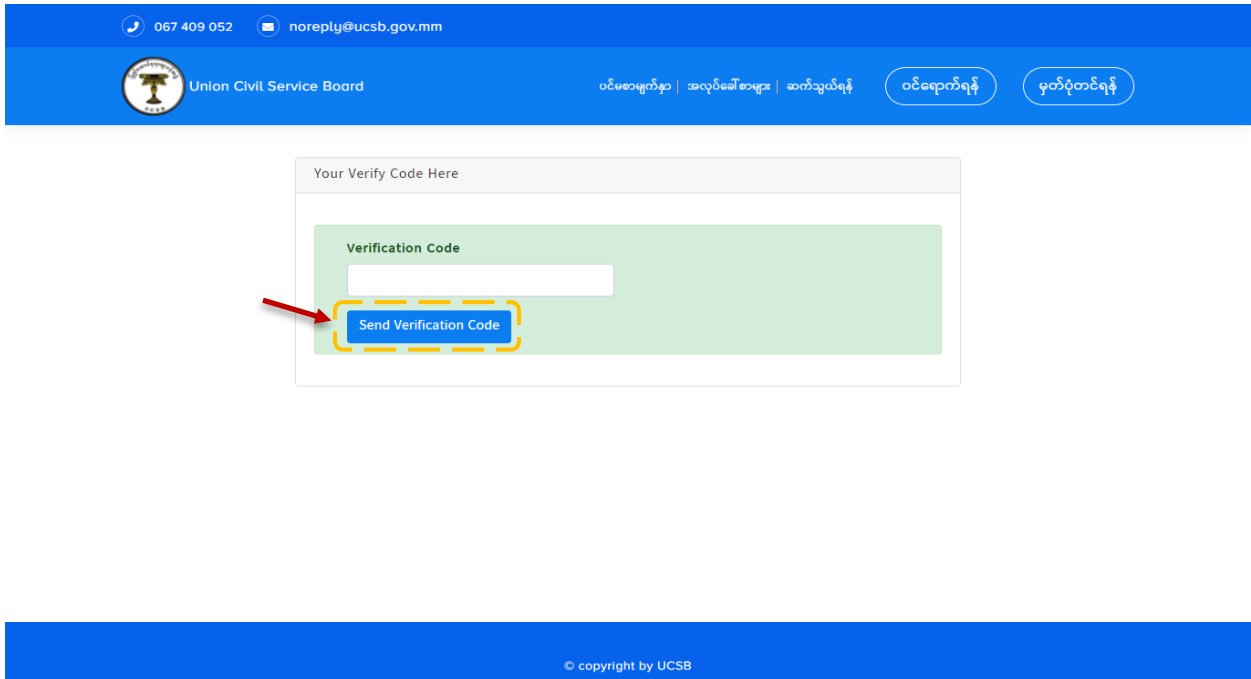 067 409 052
noreply@ucsb.gov.mm
Union Civil Service Board
ပင်မစာမျက်နှာ | အလုပ်ခေါ်စာများ | ဆက်သွယ်ရန်
ဝင်ရောက်ရန်
မှတ်ပုံတင်ရန်
Your Verify Code Here
Verification Code
Send Verification Code
© copyright by UCSB